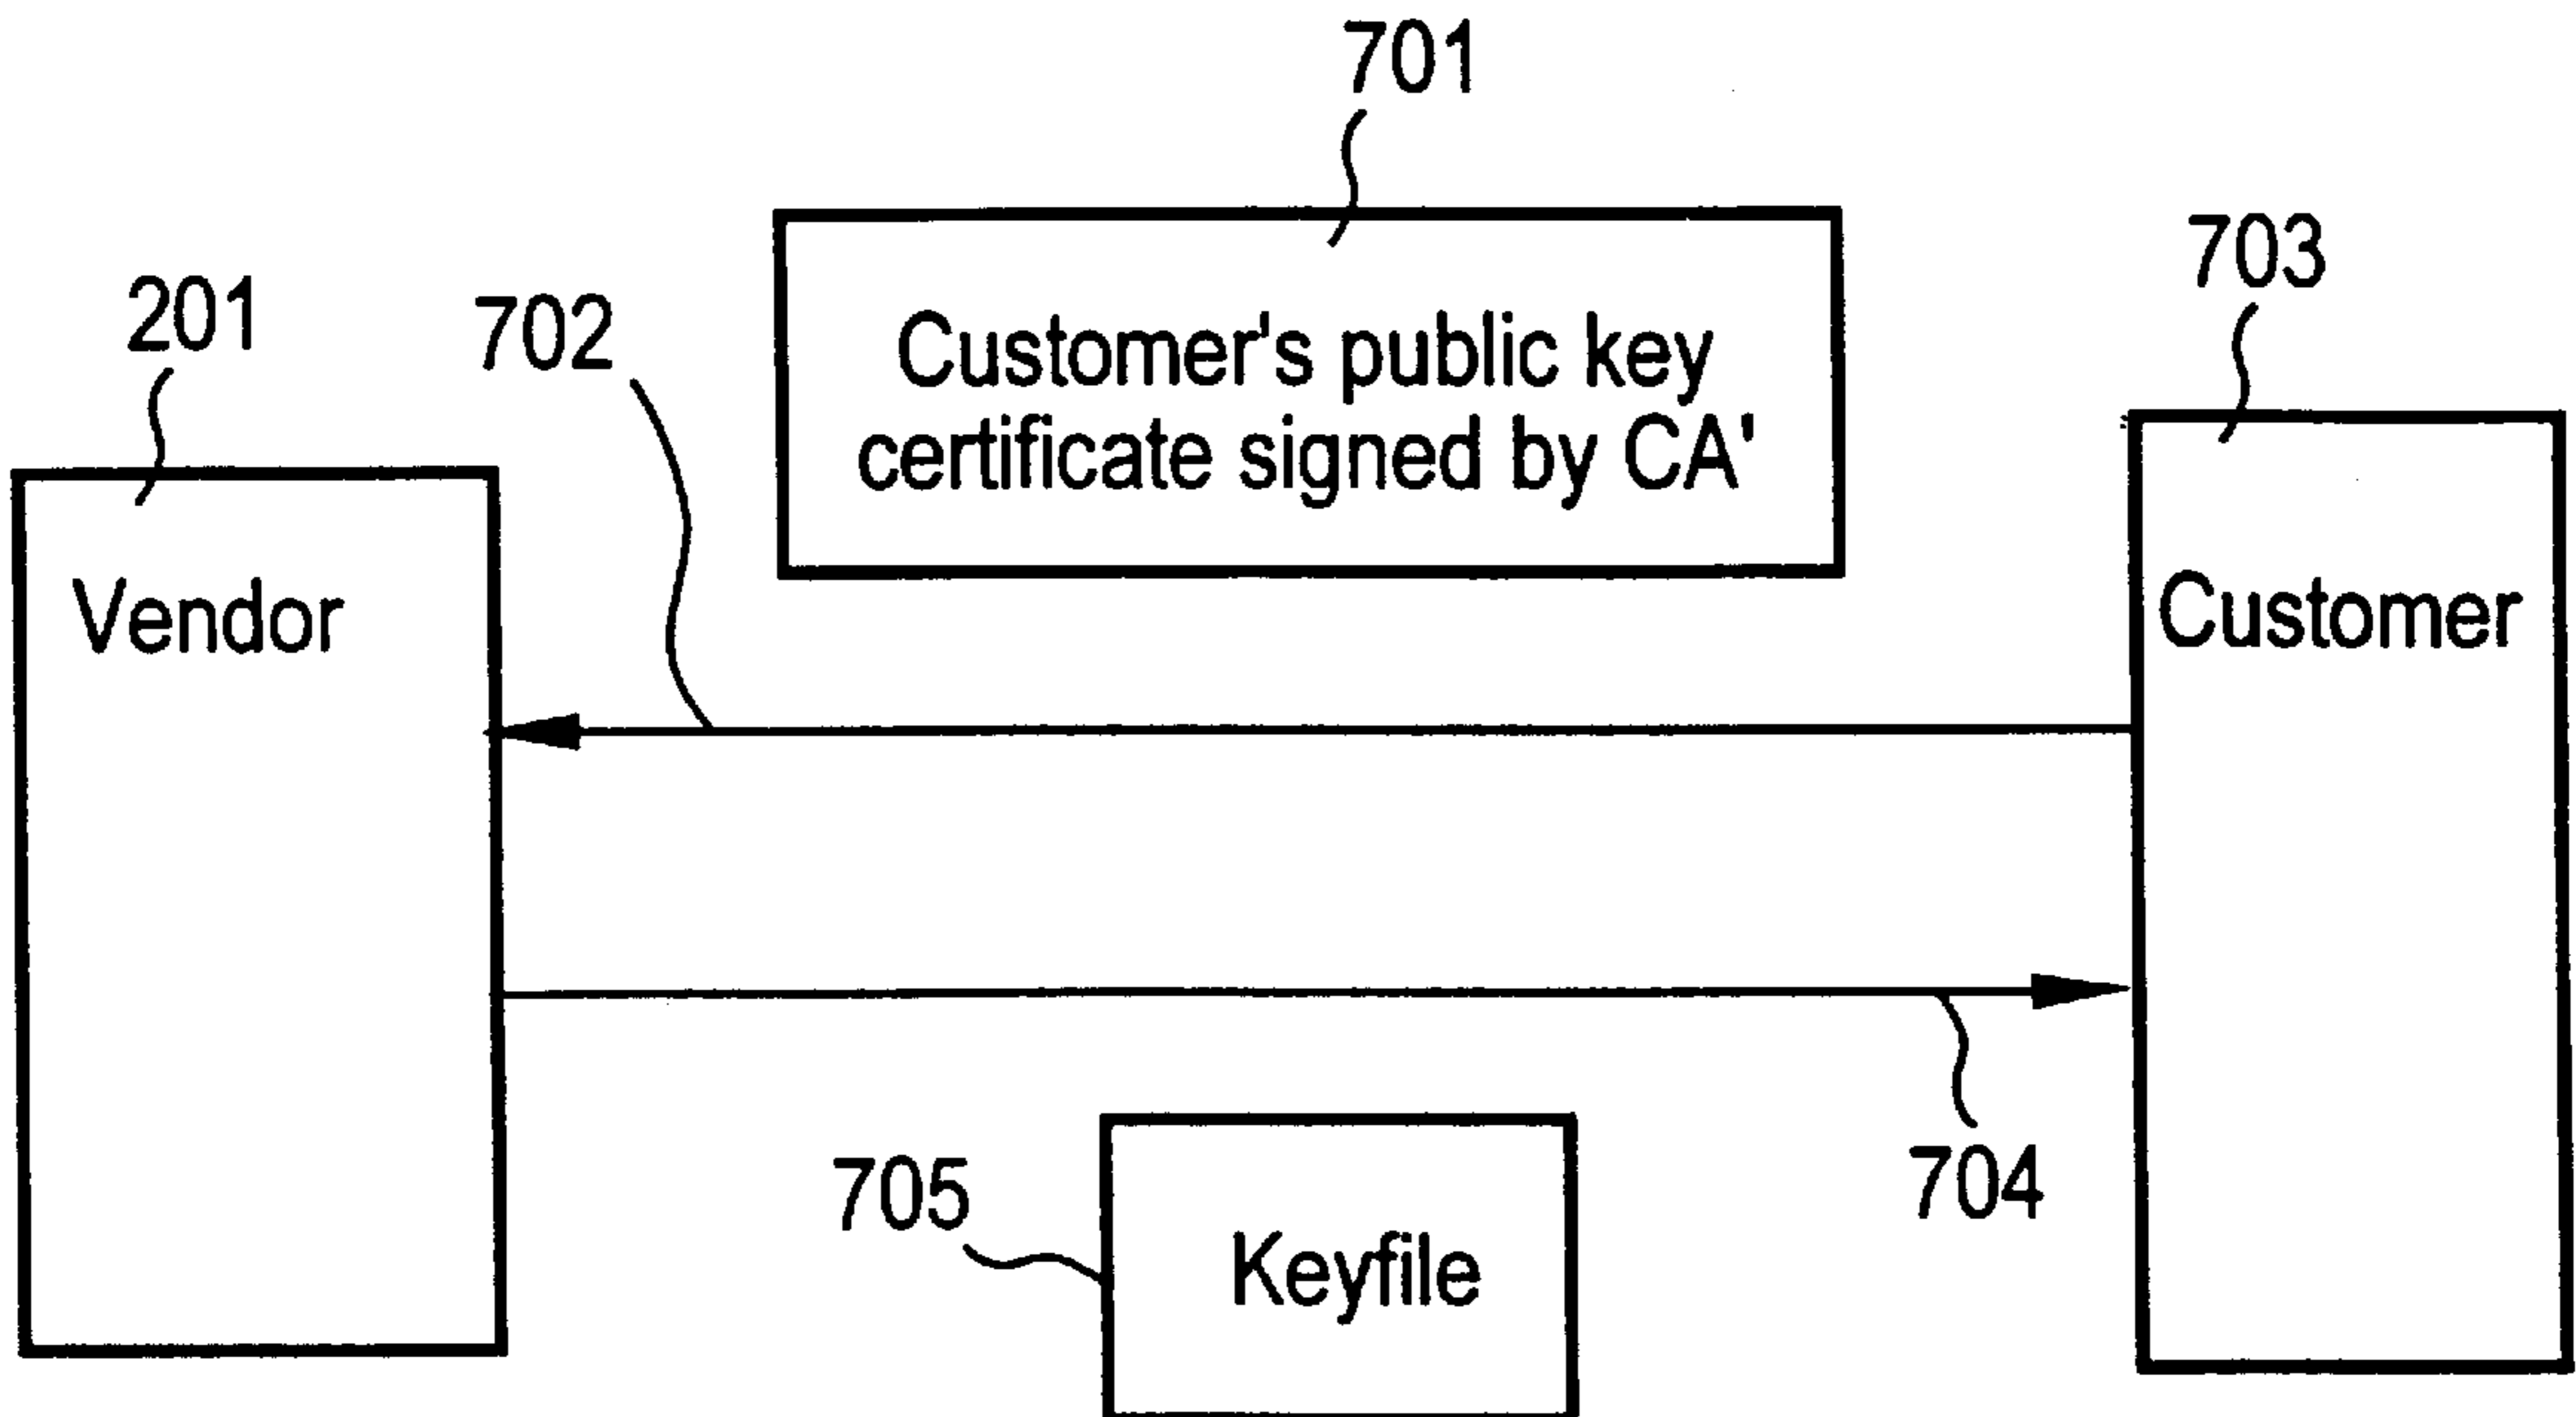 701
703
201
702
Customer's public key
certificate signed by CA'
Vendor
Customer
704
705
Keyfile